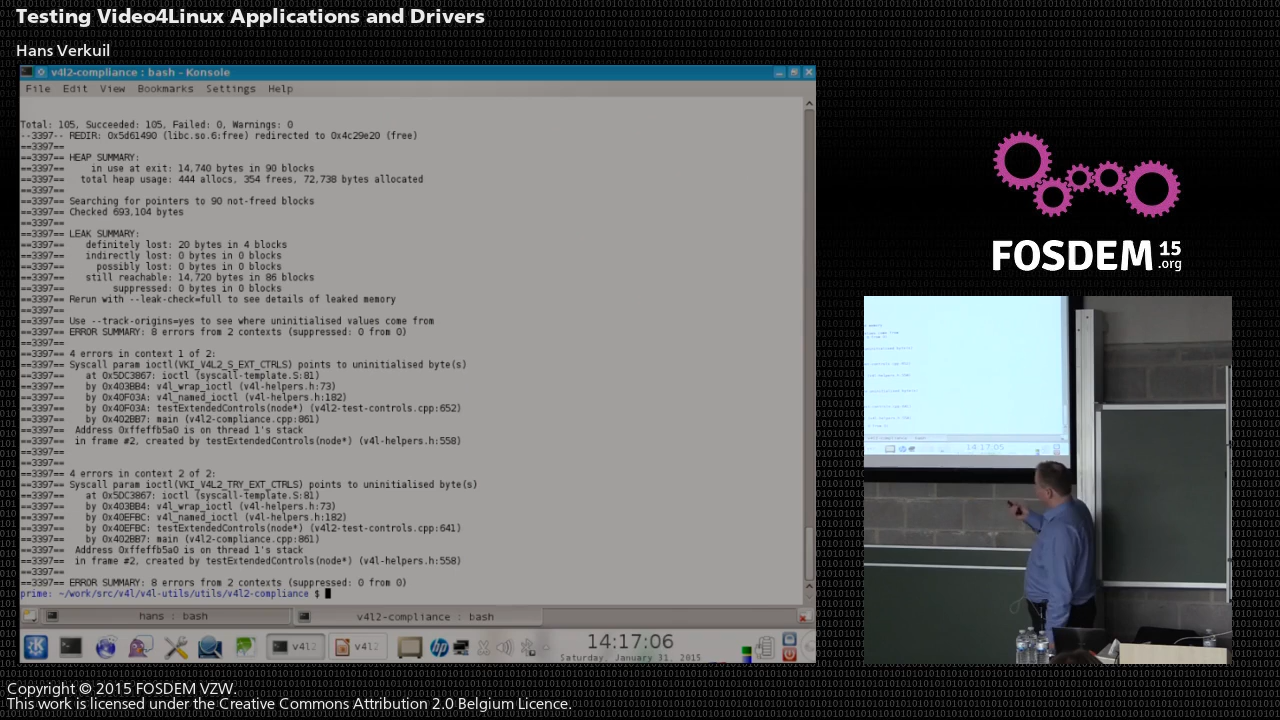 Testing Video4Linux Applications and Drivers
Hans Verkuil
v4l2-compliance : bash - Konsole
File Edit View Bookmarks Settings Help
Total: 105, Succeeded: 105, Failed: 0, Warnings: 0
--3397-- REDIR: 0x5d61490 (libc.so.6:free) redirected to 0x4c29e20 (free)
==3397==
==3397== HEAP SUMMARY:
==3397==     in use at exit: 14,740 bytes in 90 blocks
==3397==   total heap usage: 444 allocs, 354 frees, 72,738 bytes allocated
==3397==
==3397== Searching for pointers to 90 not-freed blocks
==3397== Checked 693,104 bytes
==3397==
==3397== LEAK SUMMARY:
==3397==    definitely lost: 20 bytes in 4 blocks
==3397==    indirectly lost: 0 bytes in 0 blocks
==3397==      possibly lost: 0 bytes in 0 blocks
==3397==    still reachable: 14,720 bytes in 86 blocks
==3397==         suppressed: 0 bytes in 0 blocks
==3397== Rerun with --leak-check=full to see details of leaked memory
==3397==
==3397== Use --track-origins=yes to see where uninitialised values come from
==3397== ERROR SUMMARY: 8 errors from 2 contexts (suppressed: 0 from 0)
==3397==
==3397== 4 errors in context 1 of 2:
==3397== Syscall param ioctl(VKI_V4L2_S_EXT_CTRLS) points to uninitialised byte(s)
==3397==    at 0x5DC3867: ioctl (syscall-template.S:81)
==3397==    by 0x403BB4: v4l_wrap_ioctl (v4l-helpers.h:73)
==3397==    by 0x40F03A: v4l_named_ioctl (v4l-helpers.h:182)
==3397==    by 0x40F03A: testExtendedControls(node*) (v4l2-test-controls.cpp:652)
==3397==    by 0x402BB7: main (v4l2-compliance.cpp:861)
==3397==  Address 0xffeffb5a0 is on thread 1's stack
==3397==  in frame #2, created by testExtendedControls(node*) (v4l-helpers.h:558)
==3397==
==3397==
==3397== 4 errors in context 2 of 2:
==3397== Syscall param ioctl(VKI_V4L2_TRY_EXT_CTRLS) points to uninitialised byte(s)
==3397==    at 0x5DC3867: ioctl (syscall-template.S:81)
==3397==    by 0x403BB4: v4l_wrap_ioctl (v4l-helpers.h:73)
==3397==    by 0x40EFBC: v4l_named_ioctl (v4l-helpers.h:182)
==3397==    by 0x40EFBC: testExtendedControls(node*) (v4l2-test-controls.cpp:641)
==3397==    by 0x402BB7: main (v4l2-compliance.cpp:861)
==3397==  Address 0xffeffb5a0 is on thread 1's stack
==3397==  in frame #2, created by testExtendedControls(node*) (v4l-helpers.h:558)
==3397==
==3397== ERROR SUMMARY: 8 errors from 2 contexts (suppressed: 0 from 0)
prime: ~/work/src/v4l/v4l-utils/utils/v4l2-compliance $
hans : bash
v4l2-compliance : bash
v4l2
v4l2
14:17:06
Saturday, January 31, 2015
FOSDEM 15
.org
14:17:05
Copyright © 2015 FOSDEM VZW.
This work is licensed under the Creative Commons Attribution 2.0 Belgium Licence.